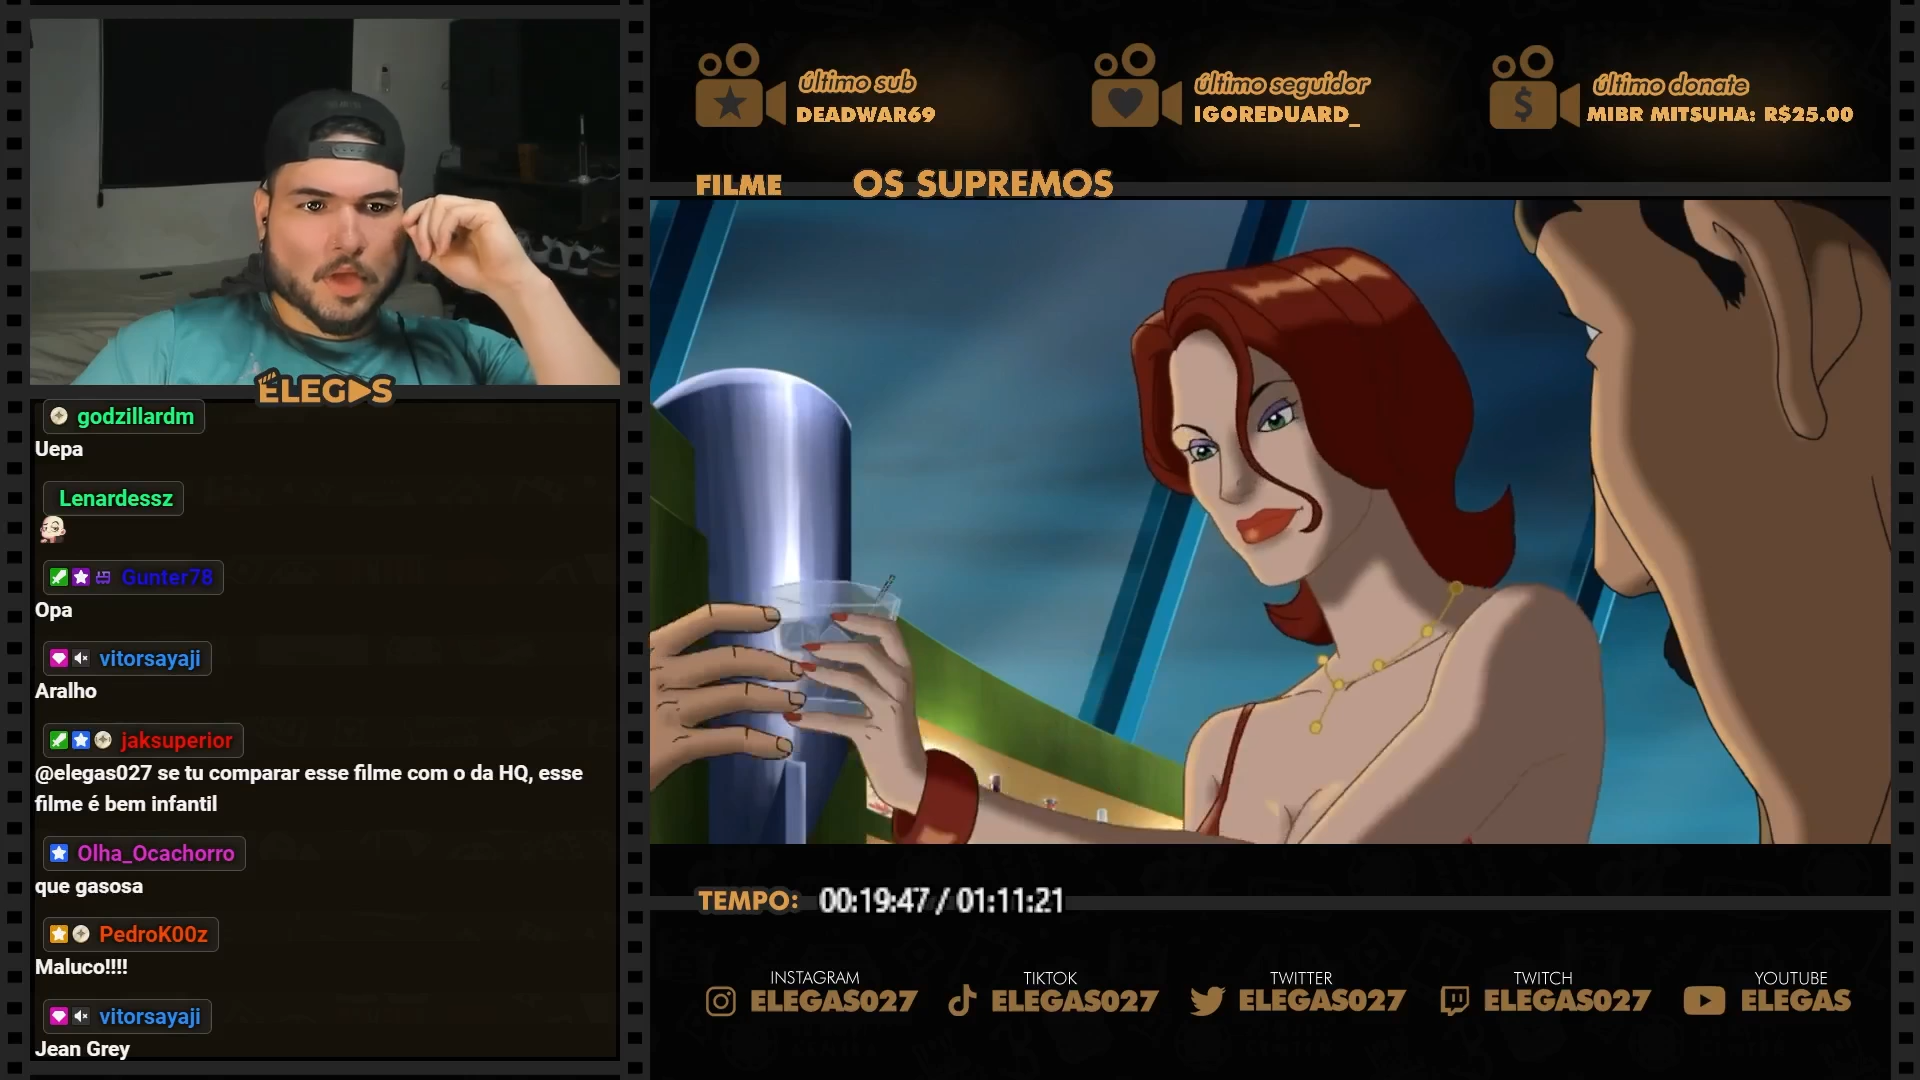 último sub
DEADWAR69
último seguidor
IGOREDUARD_
último donate
MIBR MITSUHA: R$25.00
FILME OS SUPREMOS
ELEGAS
godzillardm
Uepa
Lenardessz
Gunter78
Opa
vitorsayaji
Aralho
jaksuperior
@elegas027 se tu comparar esse filme com o da HQ, esse
filme é bem infantil
Olha_Ocachorro
que gasosa
PedroK00z
Maluco!!!!
vitorsayaji
Jean Grey
TEMPO: 00:19:47 / 01:11:21
INSTAGRAM
ELEGAS027
TIKTOK
ELEGAS027
TWITTER
ELEGAS027
TWITCH
ELEGAS027
YOUTUBE
ELEGAS